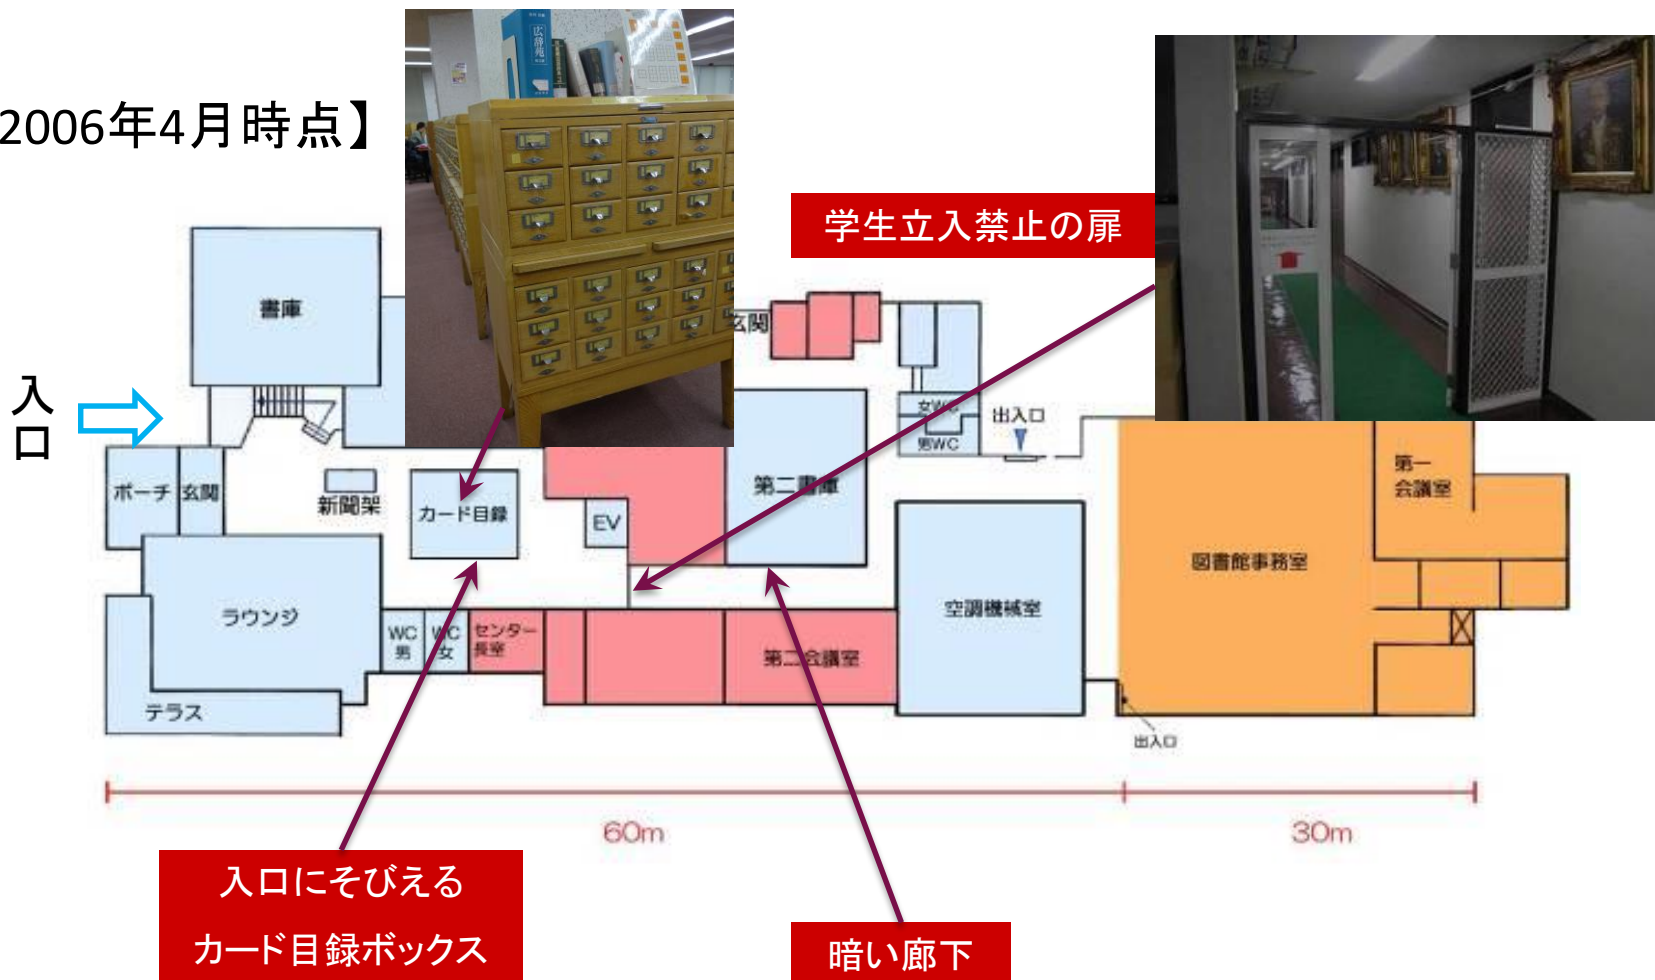 2006年4月時点】
広辞苑
学生立入禁止の扉
書庫
玄関
入
口
女WC
男WC
出入口
第一
会議室
ポーチ
玄関
新聞架
カード目録
EV
第二書庫
図書館事務室
ラウンジ
空調機械室
WC
男
WC
女
センター
長室
第二会議室
テラス
出入口
60m
30m
入口にそびえる
カード目録ボックス
暗い廊下